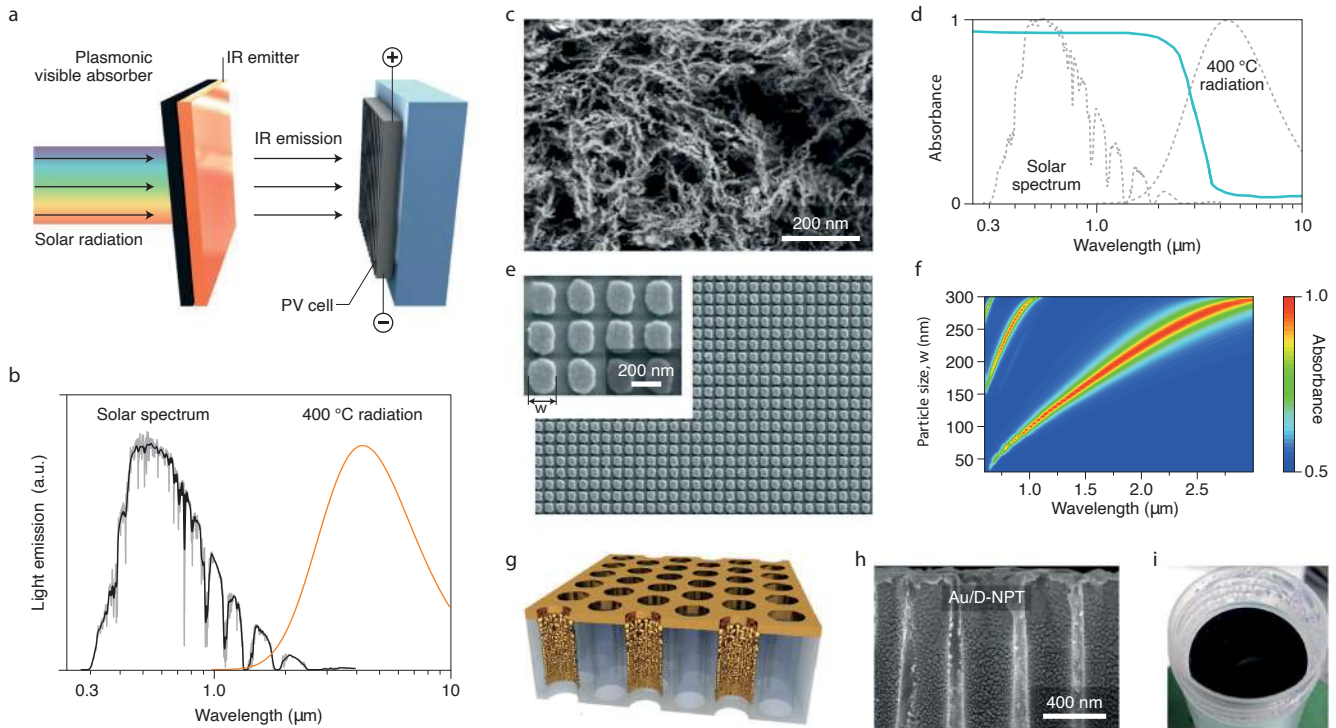 a
Plasmonic
visible absorber
IR emitter
IR emission
Solar radiation
PV cell
+
−
b
Solar spectrum
400 °C radiation
Light emission (a.u.)
0.3
1.0
10
Wavelength (μm)
c
200 nm
d
1
0
Absorbance
400 °C
radiation
Solar
spectrum
0.3
1.0
10
Wavelength (μm)
e
200 nm
w
f
300
250
200
150
100
50
Particle size, w (nm)
1.0
1.5
2.0
2.5
Wavelength (μm)
1.0
0.5
Absorbance
g
h
Au/D-NPT
400 nm
i